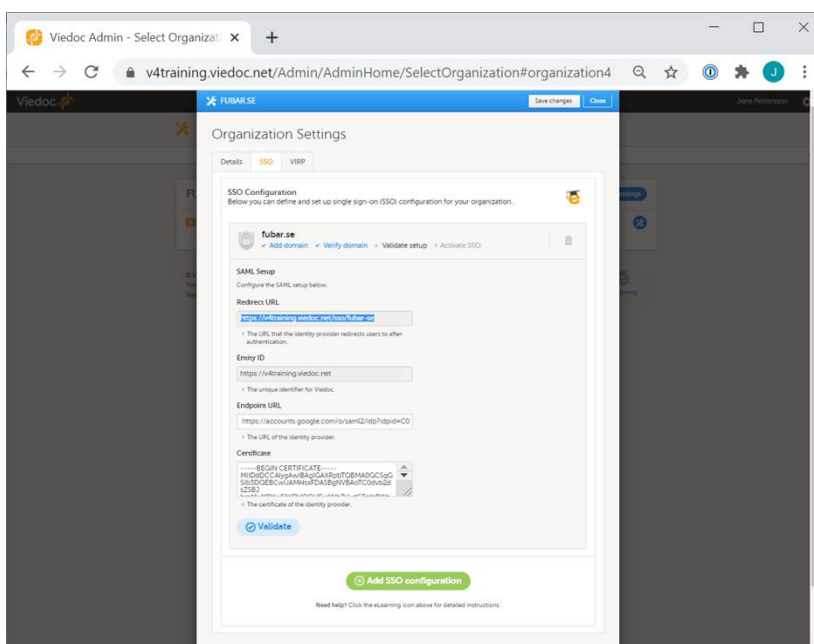 Viedoc Admin - Select Organizati
v4training.viedoc.net/Admin/AdminHome/SelectOrganization#organization4
J
Viedoc
Jens Pettersson
FUBAR.SE
Save changes
Close
Organization Settings
Details
SSO
VIRP
SSO Configuration
Below you can define and set up single sign-on (SSO) configuration for your organization.
fubar.se
Add domain
Verify domain
Validate setup
Activate SSO
SAML Setup
Configure the SAML setup below.
Redirect URL
https://v4training.viedoc.net/sso/fubar-se
The URL that the identity provider redirects users to after
authentication.
Entity ID
https://v4training.viedoc.net
The unique identifier for Viedoc.
Endpoint URL
https://accounts.google.com/o/saml2/idp?idpid=C0
The URL of the identity provider.
Certificate
-----BEGIN CERTIFICATE-----
The certificate of the identity provider.
Validate
Add SSO configuration
Need help? Click the eLearning icon above for detailed instructions.